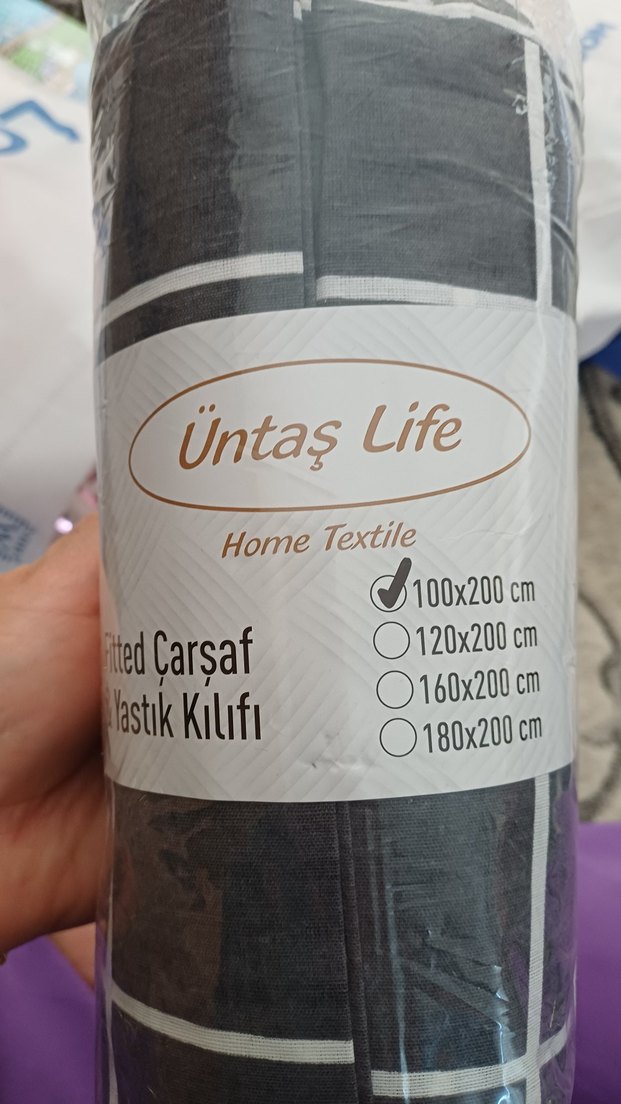 Üntaş Life
Home Textile
Fitted Çarşaf
& Yastık Kılıfı
100x200 cm
120x200 cm
160x200 cm
180x200 cm